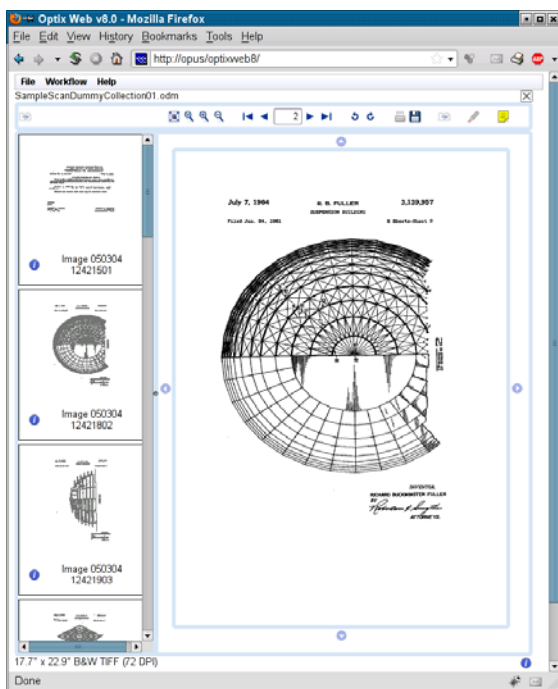 Optix Web v8.0 - Mozilla Firefox
File Edit View History Bookmarks Tools Help
http://opus/optixweb8/
File Workflow Help
SampleScanDummyCollection01.odm
2
Image 050304
12421501
Image 050304
12421802
Image 050304
12421903
July 7, 1964 R. B. FULLER 3,139,957
SUSPENSION BUILDING
Filed Jan. 24, 1961 8 Sheets-Sheet 2
FIG. 2
INVENTOR.
RICHARD BUCKMINSTER FULLER
BY
ATTORNEYS.
17.7" x 22.9" B&W TIFF (72 DPI)
Done